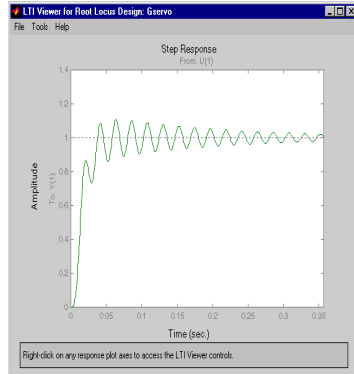 LTI Viewer for Root Locus Design: Gservo
File Tools Help
Step Response
From: U(1)
Amplitude
To: Y(1)
1.4
1.2
1
0.8
0.6
0.4
0.2
0
0 0.05 0.1 0.15 0.2 0.25 0.3 0.35
Time (sec.)
Right-click on any response plot axes to access the LTI Viewer controls.